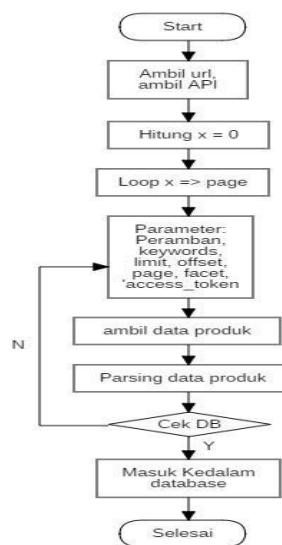 Start
Ambil url,
ambil API
Hitung x = 0
Loop x => page
Parameter:
Peramban,
keywords,
limit, offset,
page, facet,
'access_token
N
ambil data produk
Parsing data produk
Cek DB
Y
Masuk Kedalam
database
Selesai